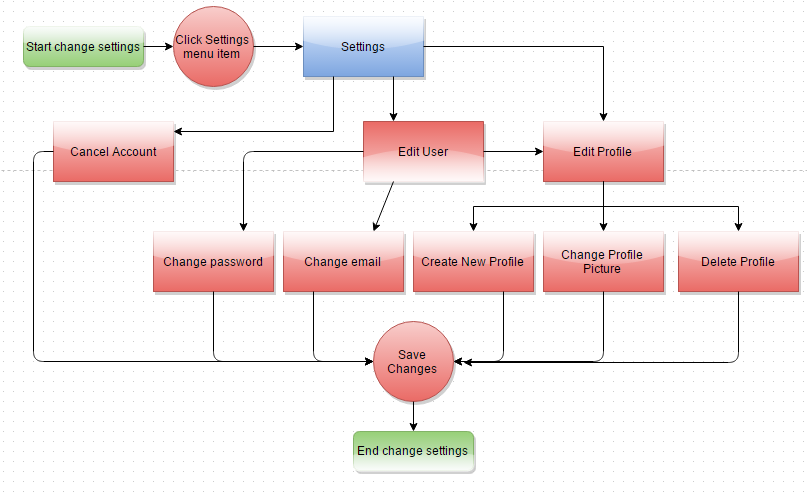 Start change settings
Click Settings
menu item
Settings
Cancel Account
Edit User
Edit Profile
Change password
Change email
Create New Profile
Change Profile
Picture
Delete Profile
Save
Changes
End change settings